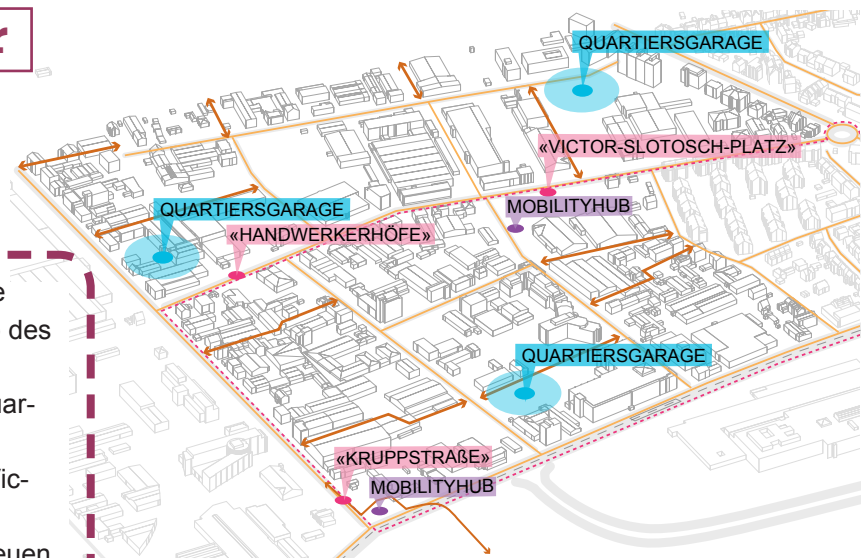 r
QUARTIERSGARAGE
«VICTOR-SLOTOSCH-PLATZ»
QUARTIERSGARAGE
MOBILITYHUB
«HANDWERKERHÖFE»
e
des
QUARTIERSGARAGE
uar-
«KRUPPSTRAßE»
fic-
MOBILITYHUB
euen